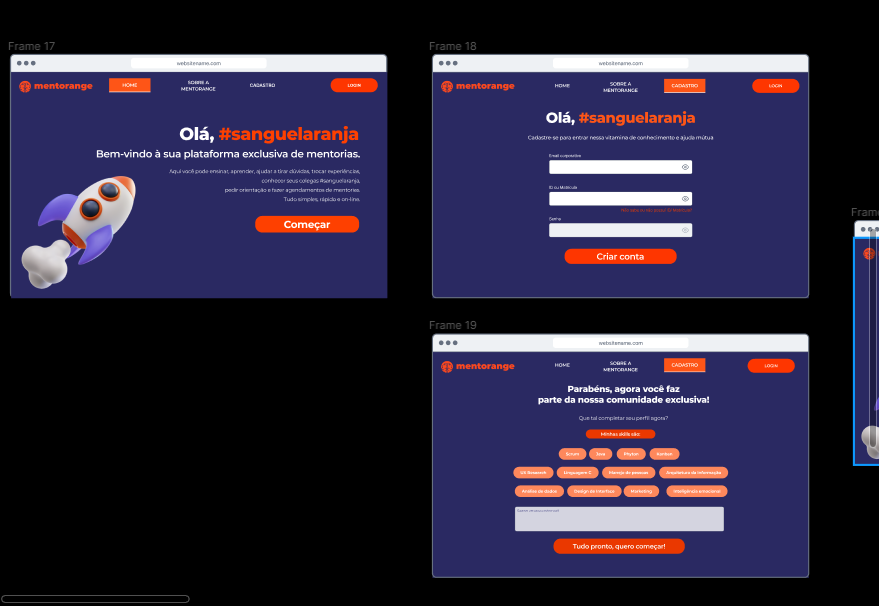 Frame 17
websitename.com
mentorange
HOME
SOBRE A
MENTORANGE
CADASTRO
LOGIN
Olá, #sanguelaranja
Bem-vindo à sua plataforma exclusiva de mentorias.
Aqui você pode ensinar, aprender, ajudar a tirar dúvidas, trocar experiências,
conhecer seus colegas #sanguelaranja,
pedir orientação e fazer agendamentos de mentorias.
Tudo simples, rápido e on-line.
Começar
Frame 18
websitename.com
mentorange
HOME
SOBRE A
MENTORANGE
CADASTRO
LOGIN
Olá, #sanguelaranja
Cadastre-se para entrar nessa vitamina de conhecimento e ajuda mútua
Email corporativo
ID ou Matrícula
Senha
Criar conta
Frame 19
websitename.com
mentorange
HOME
SOBRE A
MENTORANGE
CADASTRO
LOGIN
Parabéns, agora você faz
parte da nossa comunidade exclusiva!
Que tal completar seu perfil agora?
Minhas skills são:
Scrum Java Phyton Kanban
UX Research Linguagem C Manejo de pessoas Arquitetura de informação
Análise de dados Design de interface Marketing Inteligência emocional
Tudo pronto, quero começar!
Frame